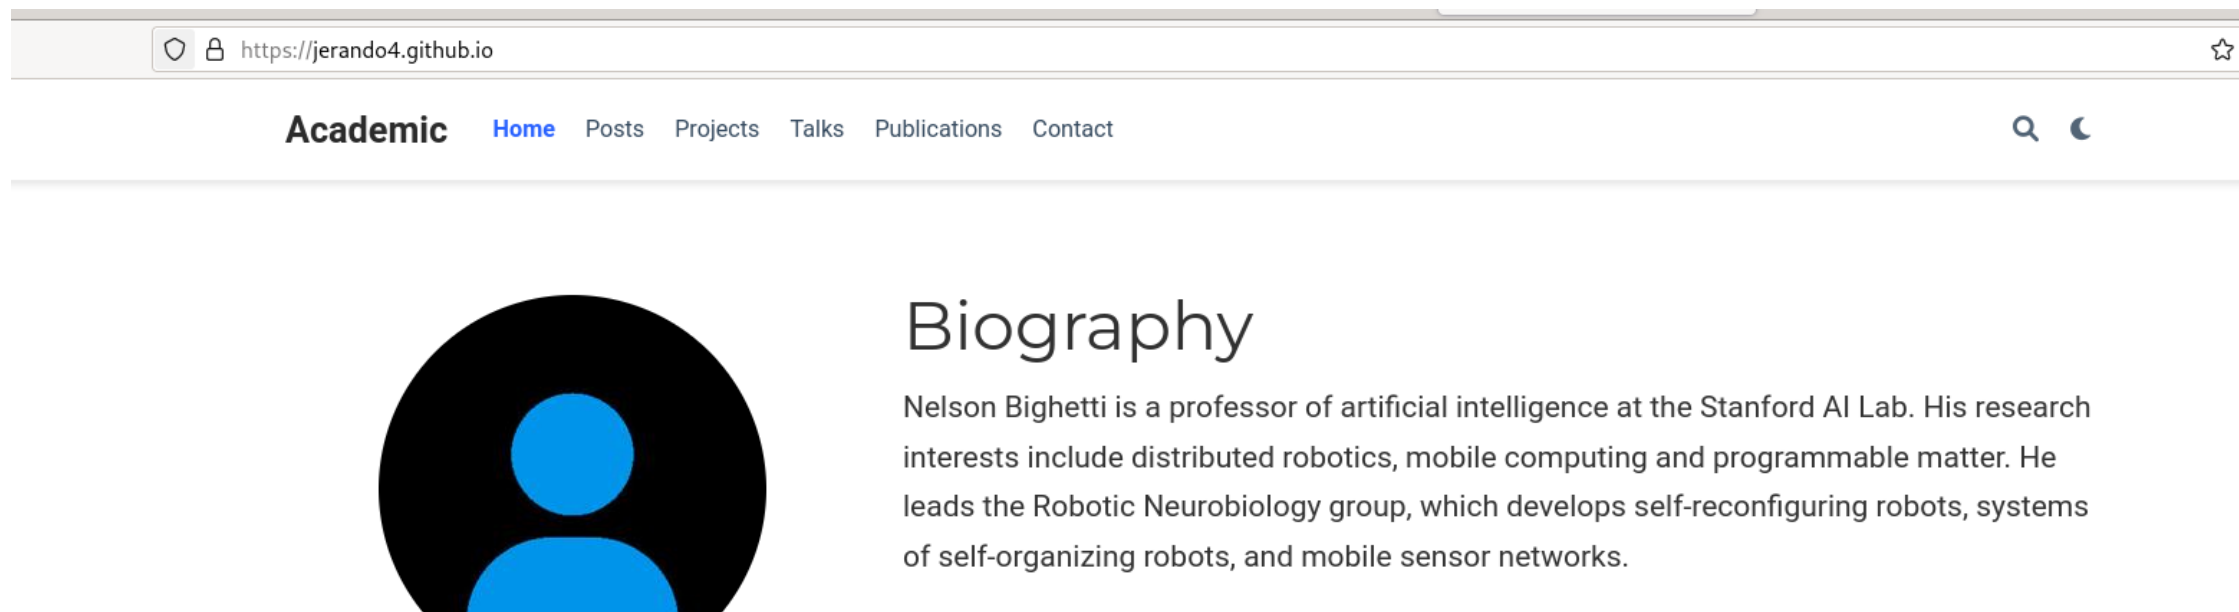 https://jerando4.github.io
Academic Home Posts Projects Talks Publications Contact
Biography
Nelson Bighetti is a professor of artificial intelligence at the Stanford AI Lab. His research
interests include distributed robotics, mobile computing and programmable matter. He
leads the Robotic Neurobiology group, which develops self-reconfiguring robots, systems
of self-organizing robots, and mobile sensor networks.